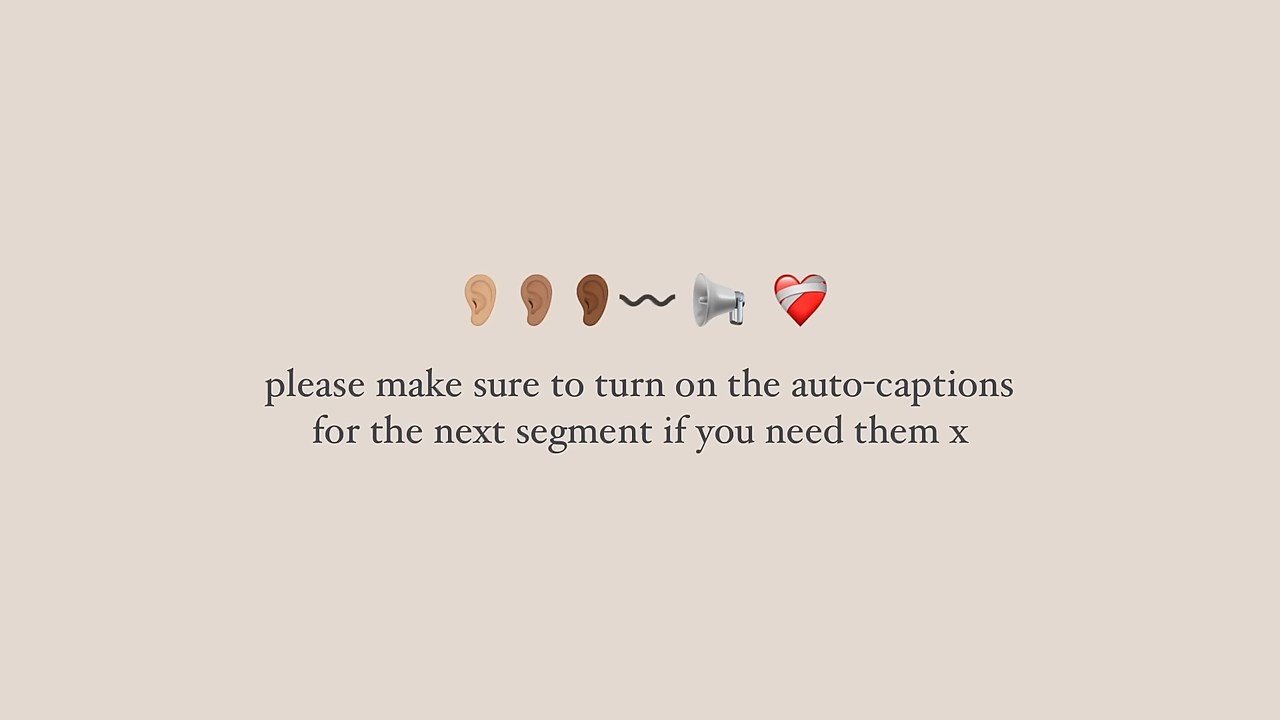 👂🏼👂🏽👂🏾〰️📢❤️‍🩹
please make sure to turn on the auto-captions
for the next segment if you need them x